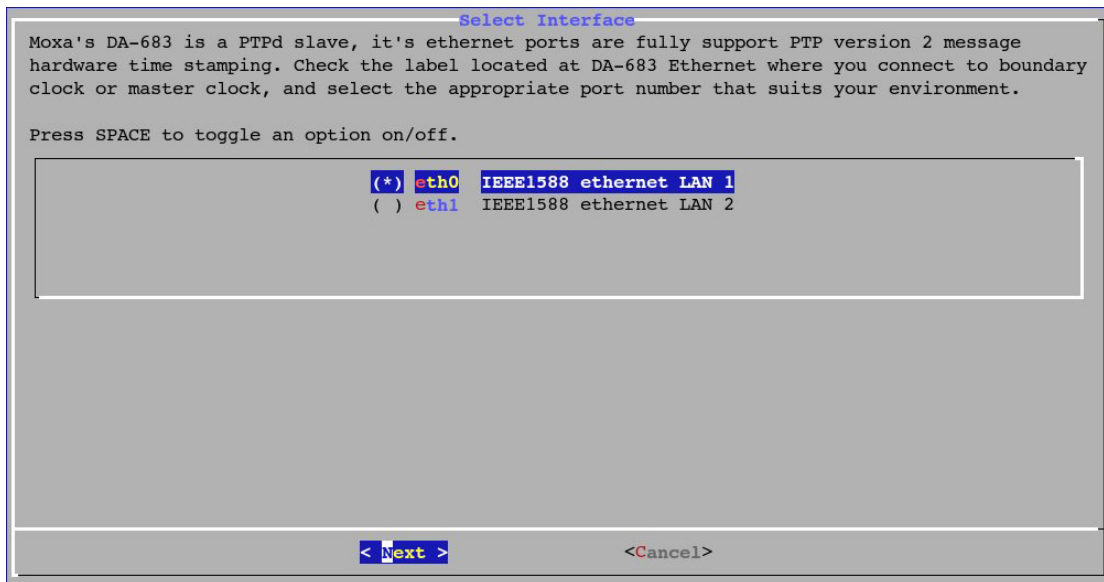 Select Interface
Moxa's DA-683 is a PTPd slave, it's ethernet ports are fully support PTP version 2 message
hardware time stamping. Check the label located at DA-683 Ethernet where you connect to boundary
clock or master clock, and select the appropriate port number that suits your environment.
Press SPACE to toggle an option on/off.
(*) eth0 IEEE1588 ethernet LAN 1
( ) eth1 IEEE1588 ethernet LAN 2
< Next > <Cancel>